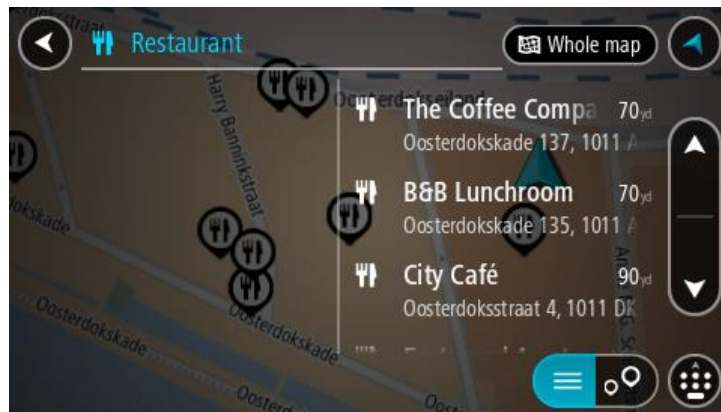 Restaurant
Whole map
The Coffee Compa 70yd
Oosterdokskade 137, 1011 A
B&B Lunchroom 70yd
Oosterdokskade 135, 1011 A
City Café 90yd
Oosterdoksstraat 4, 1011 DK
Oosterdokseiland
Harry Banninkstraat
Oosterdokskade
Oosterdokskade